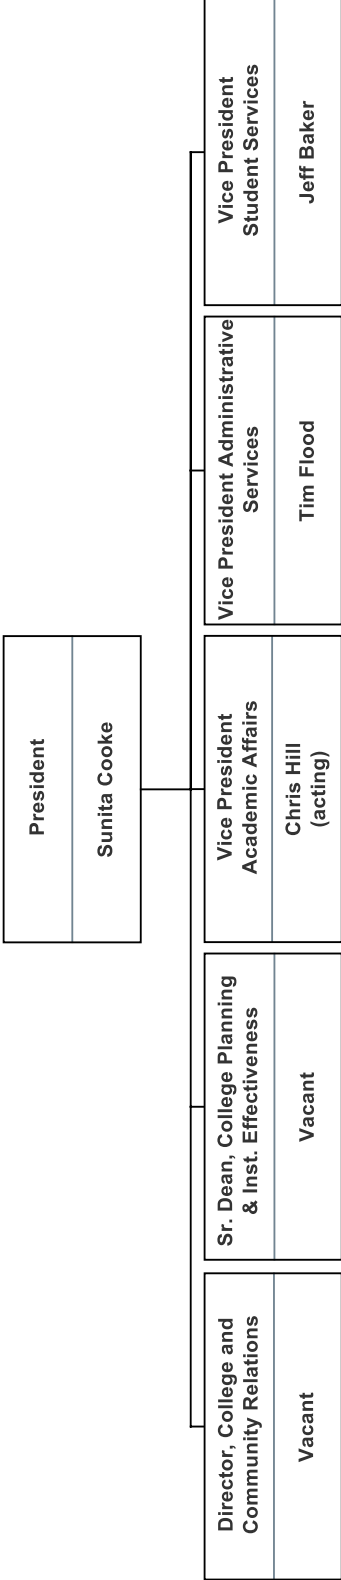 President
Sunita Cooke
Director, College and
Community Relations
Vacant
Sr. Dean, College Planning
& Inst. Effectiveness
Vacant
Vice President
Academic Affairs
Chris Hill
(acting)
Vice President Administrative
Services
Tim Flood
Vice President
Student Services
Jeff Baker